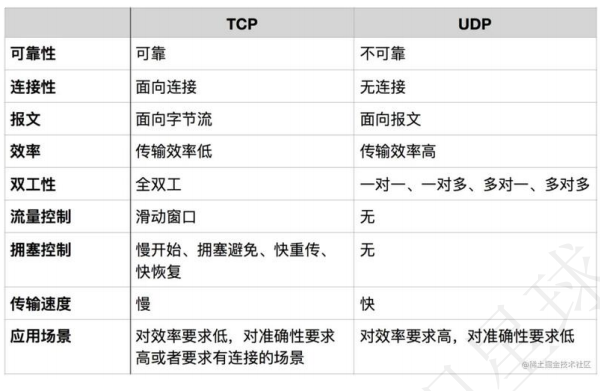 TCP UDP
可靠性 可靠 不可靠
连接性 面向连接 无连接
报文 面向字节流 面向报文
效率 传输效率低 传输效率高
双工性 全双工 一对一、一对多、多对一、多对多
流量控制 滑动窗口 无
拥塞控制 慢开始、拥塞避免、快重传、 无
快恢复
传输速度 慢 快
应用场景 对效率要求低，对准确性要求 对效率要求高，对准确性要求低
高或者要求有连接的场景
@稀土掘金技术社区
星球